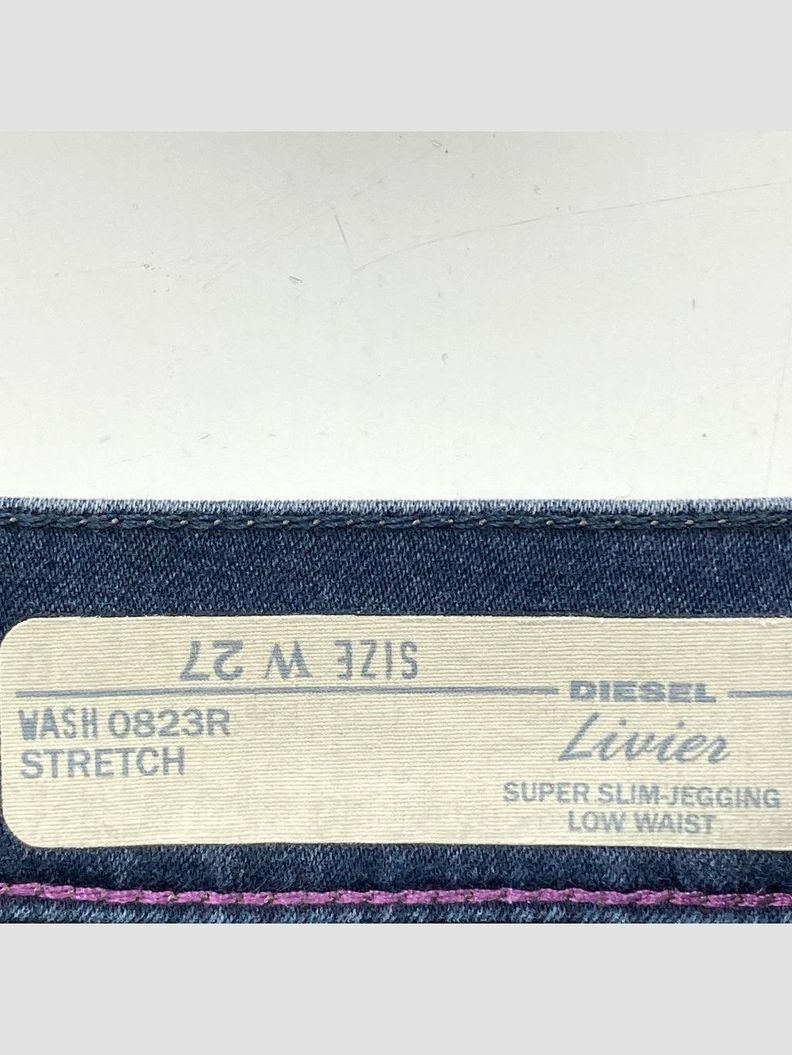 SIZE W 27
DIESEL
WASH 0823R
STRETCH
Livier
SUPER SLIM-JEGGING
LOW WAIST